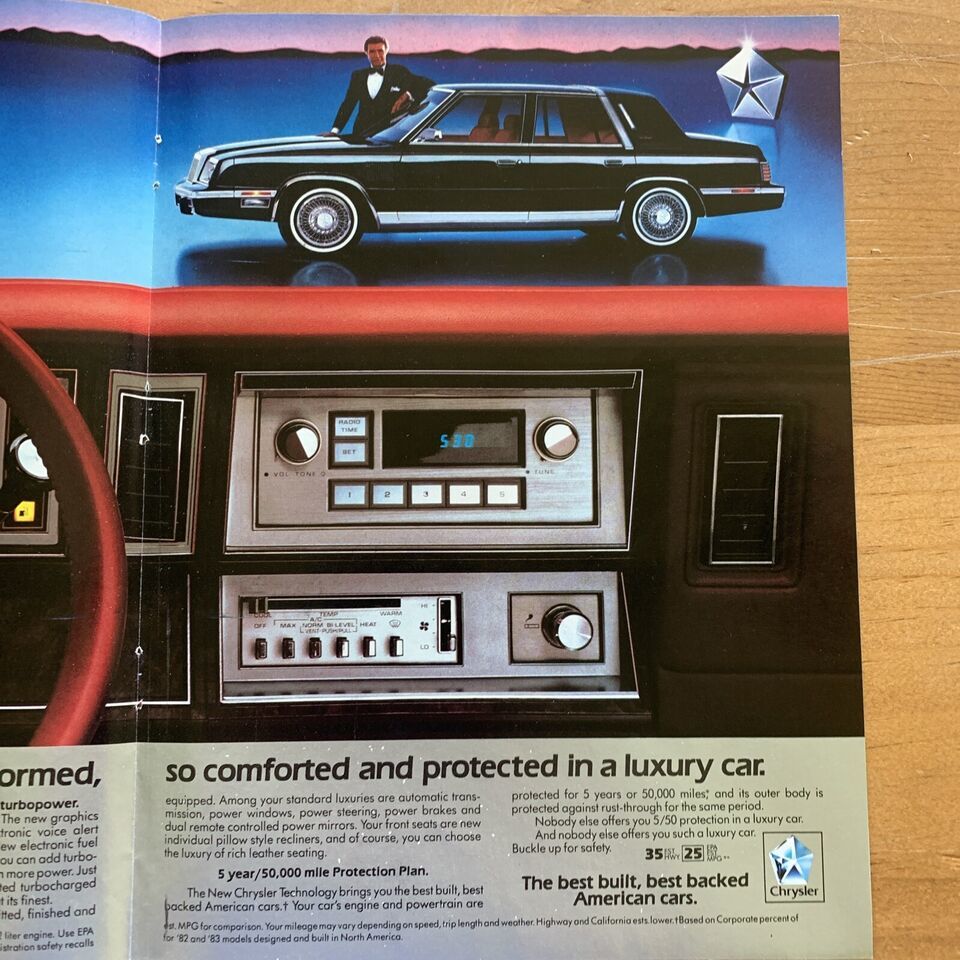 RADIO
TIME
SET
530
VOL TONE
TUNE
1 2 3 4 5
COOL TEMP WARM
A/C
OFF MAX NORM BI-LEVEL HEAT
VENT-PUSH/PULL
HI
LO
ormed,
so comforted and protected in a luxury car.
turbopower.
The new graphics
tronic voice alert
ew electronic fuel
ou can add turbo-
n more power. Just
ted turbocharged
t its finest.
tted, finished and
liter engine. Use EPA
istration safety recalls
equipped. Among your standard luxuries are automatic trans-
mission, power windows, power steering, power brakes and
dual remote controlled power mirrors. Your front seats are new
individual pillow style recliners, and of course, you can choose
the luxury of rich leather seating.
5 year/50,000 mile Protection Plan.
The New Chrysler Technology brings you the best built, best
backed American cars.† Your car's engine and powertrain are
protected for 5 years or 50,000 miles,* and its outer body is
protected against rust-through for the same period.
Nobody else offers you 5/50 protection in a luxury car.
And nobody else offers you such a luxury car.
Buckle up for safety.
35 EST HWY 25 EPA EST MPG**
The best built, best backed
American cars.
Chrysler
est. MPG for comparison. Your mileage may vary depending on speed, trip length and weather. Highway and California ests. lower. †Based on Corporate percent of
for '82 and '83 models designed and built in North America.